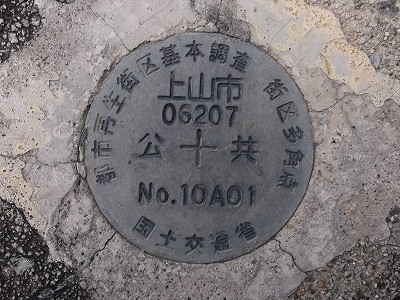 都市再生街区基本調査 街区多角点
上山市
06207
公十共
No.10A01
国土交通省